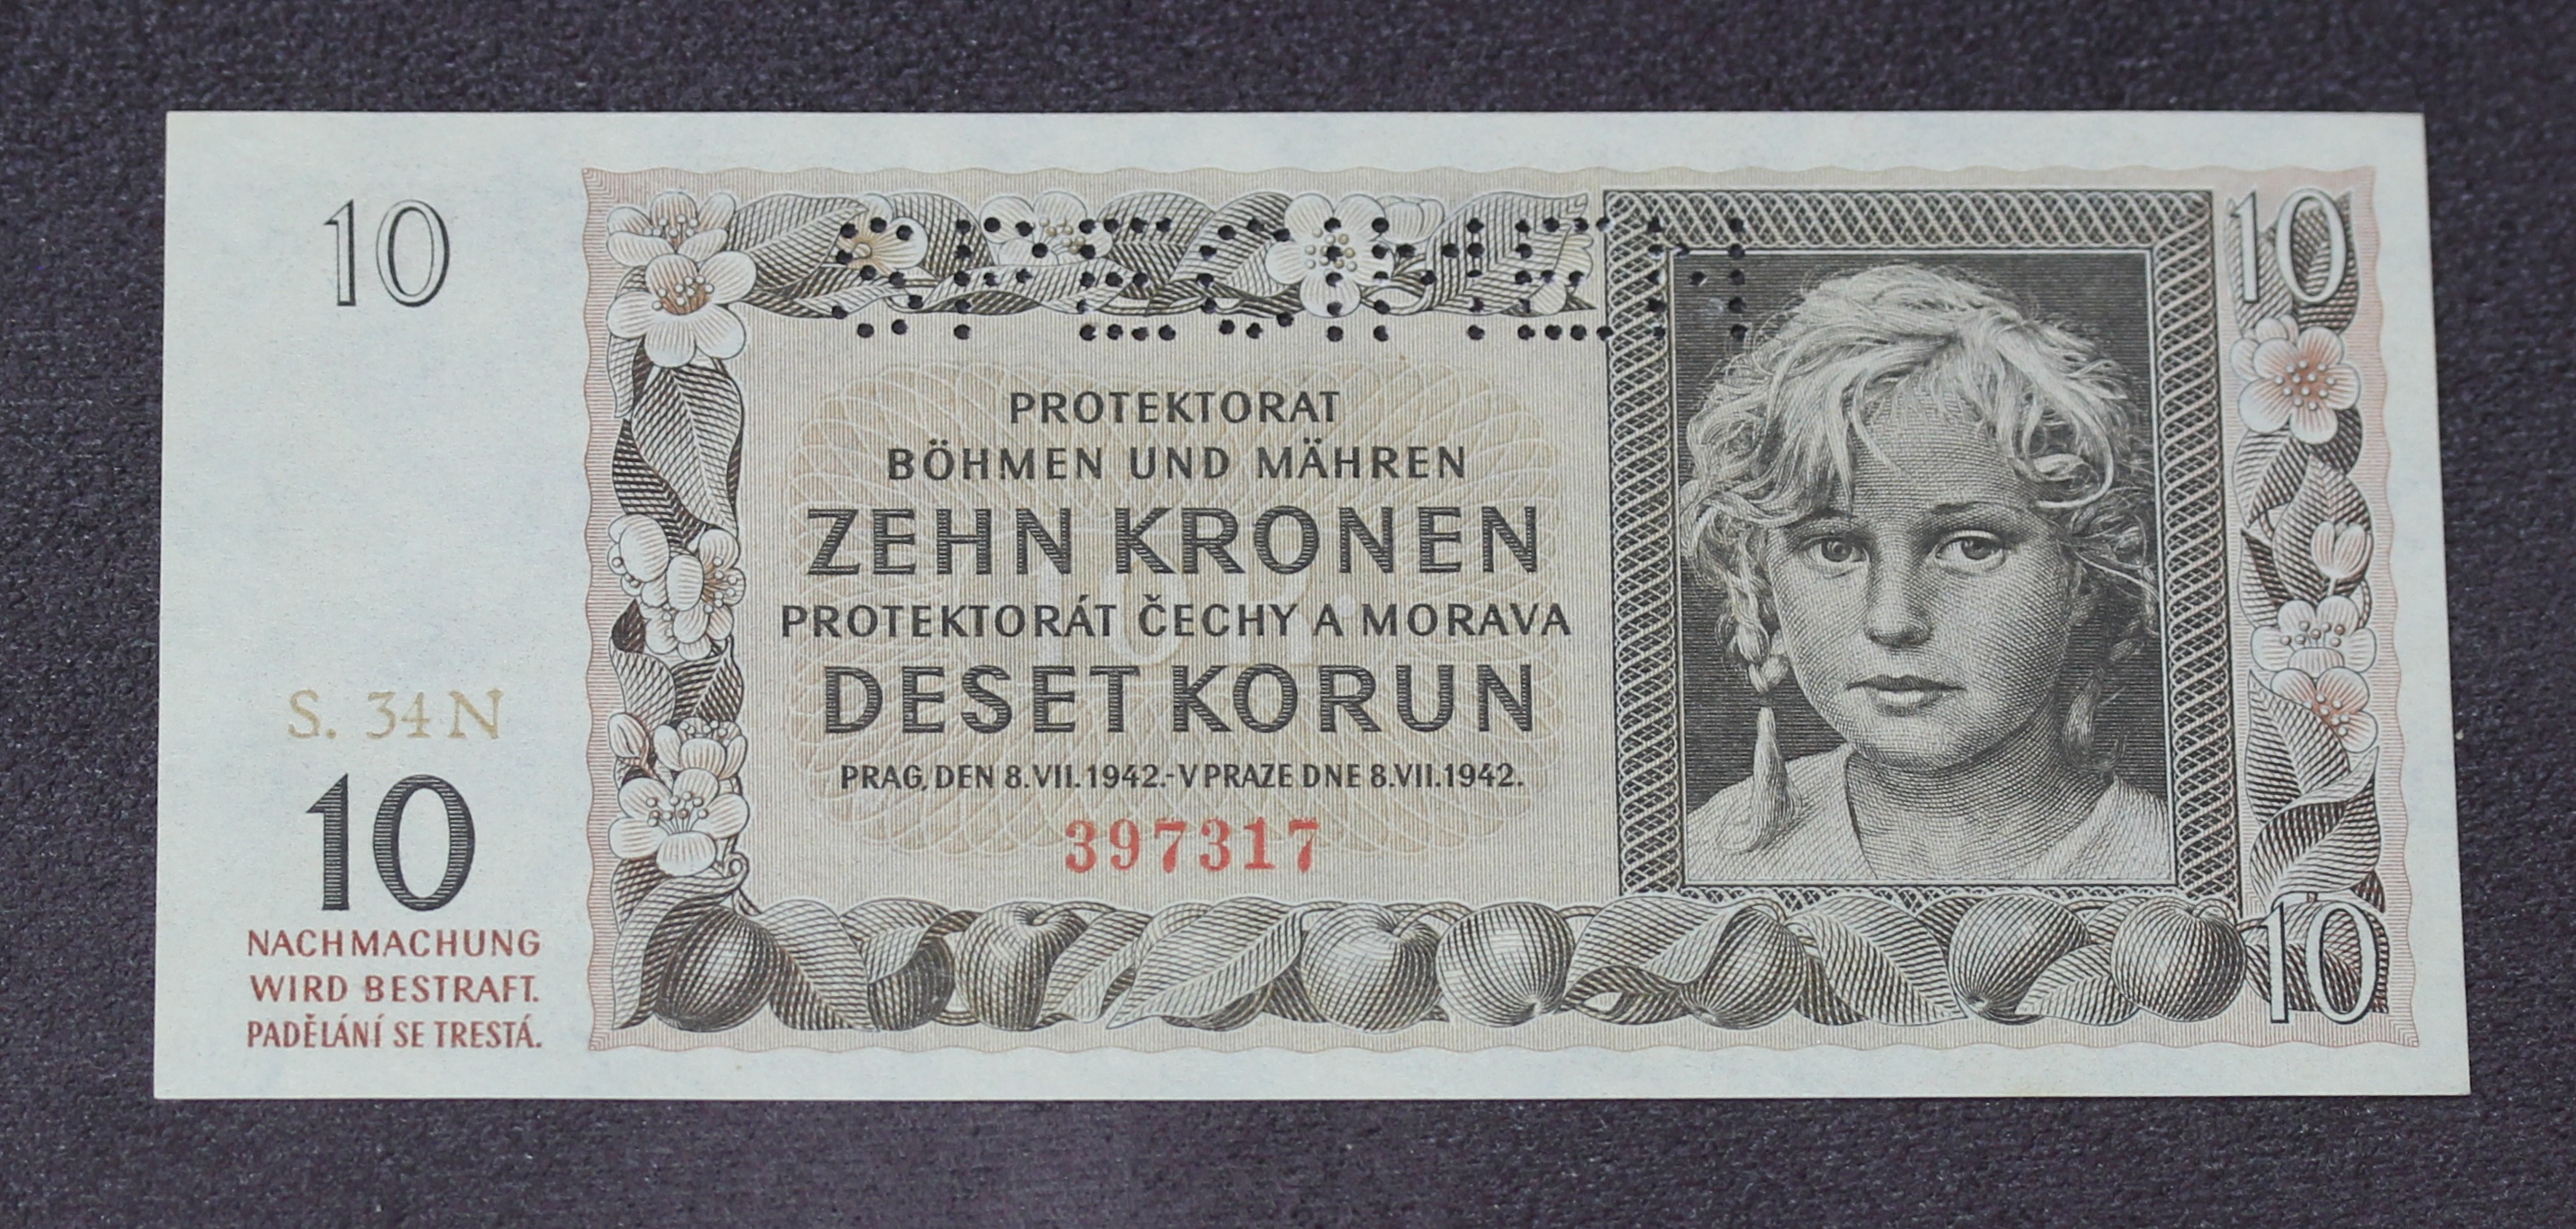 10
10
PROTEKTORAT
BÖHMEN UND MÄHREN
ZEHN KRONEN
PROTEKTORÁT ČECHY A MORAVA
DESET KORUN
PRAG, DEN 8.VII.1942.-V PRAZE DNE 8.VII.1942.
397317
S. 34N
10
NACHMACHUNG
WIRD BESTRAFT.
PADĚLÁNÍ SE TRESTÁ.
10